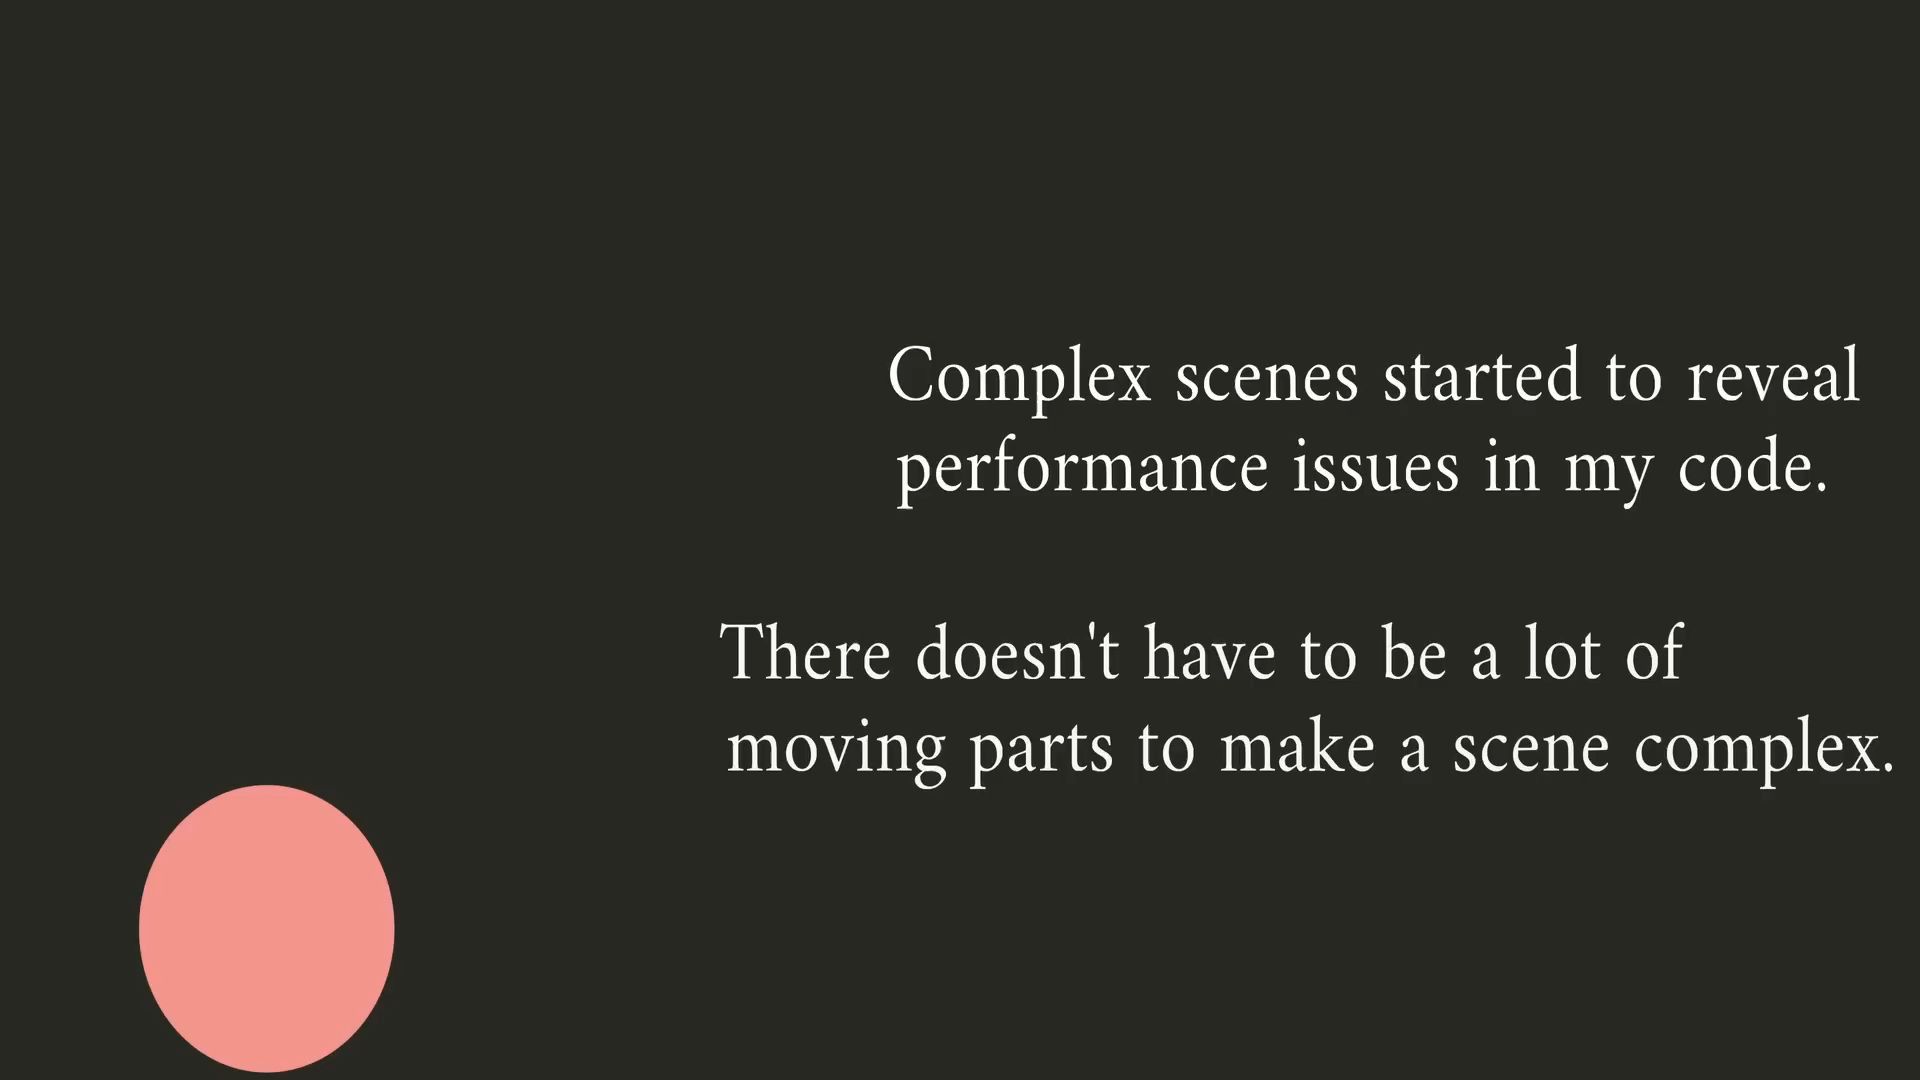 Complex scenes started to reveal
performance issues in my code.
There doesn't have to be a lot of
moving parts to make a scene complex.